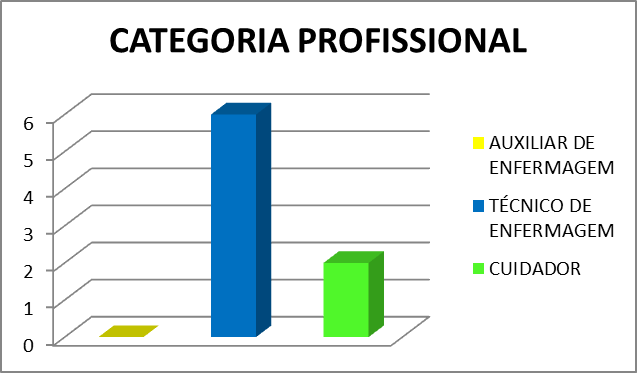 CATEGORIA PROFISSIONAL
6
5
4
3
2
1
0
AUXILIAR DE
ENFERMAGEM
TÉCNICO DE
ENFERMAGEM
CUIDADOR